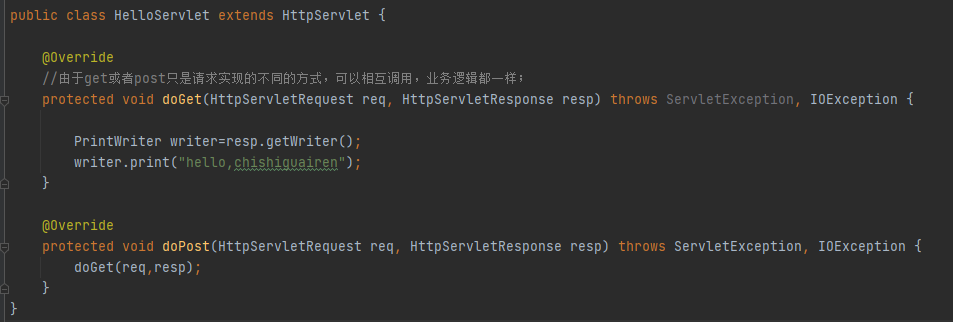 public class HelloServlet extends HttpServlet {
@Override
//由于get或者post只是请求实现的不同的方式，可以相互调用，业务逻辑都一样；
protected void doGet(HttpServletRequest req, HttpServletResponse resp) throws ServletException, IOException {
PrintWriter writer=resp.getWriter();
writer.print("hello,chishiguairen");
}
@Override
protected void doPost(HttpServletRequest req, HttpServletResponse resp) throws ServletException, IOException {
doGet(req,resp);
}
}